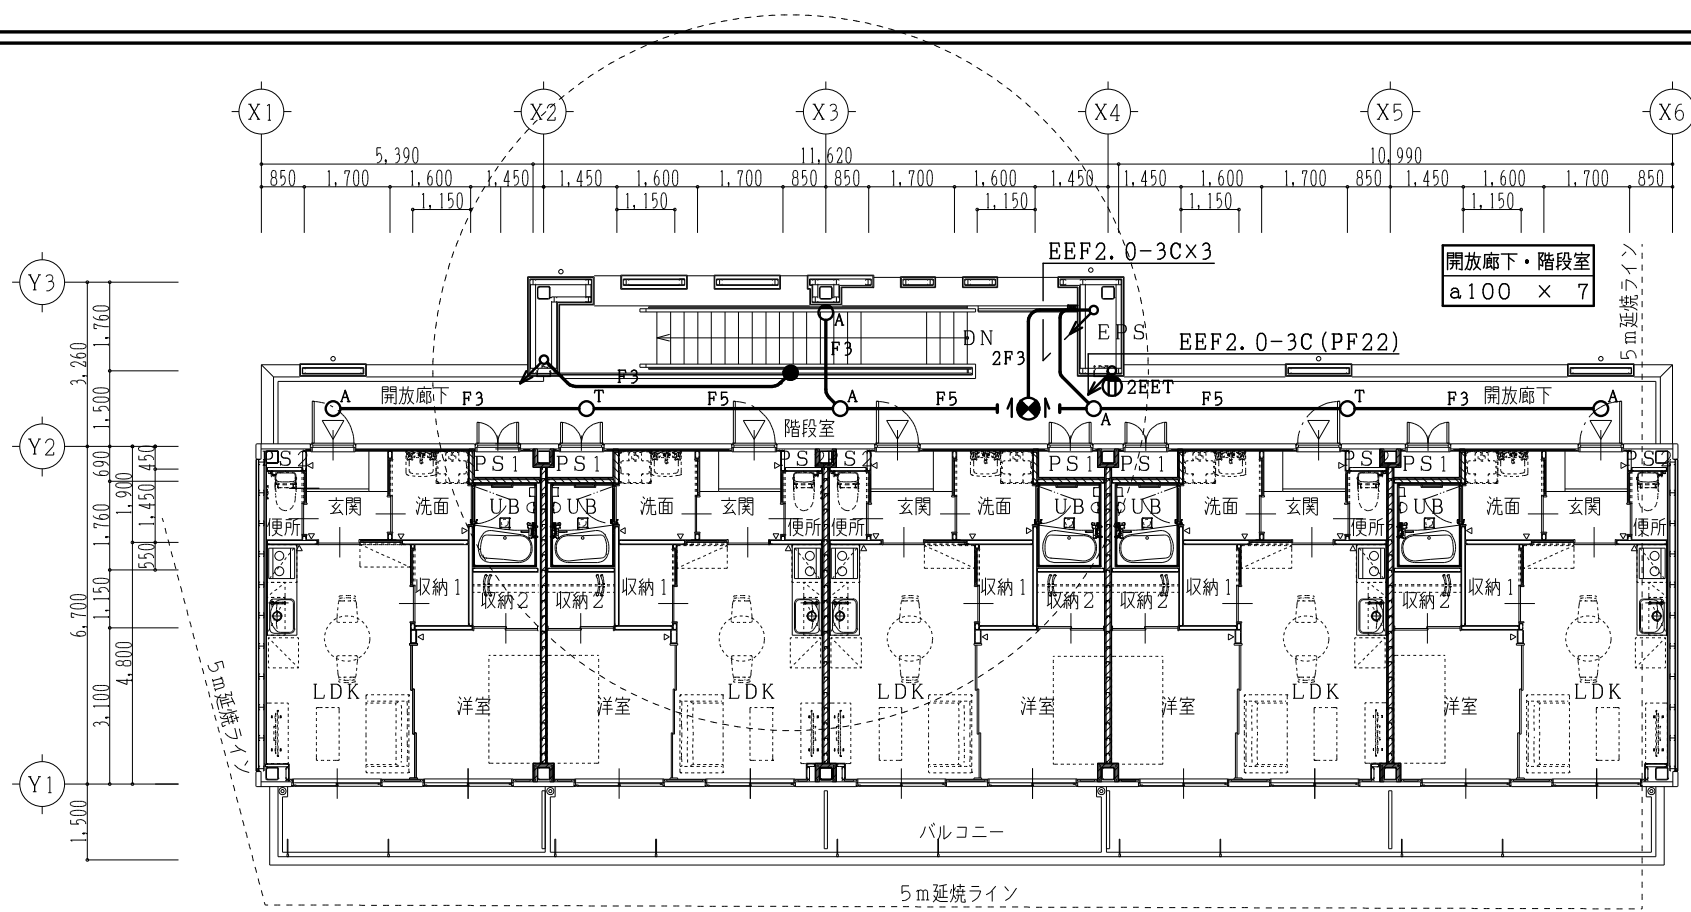 X1 X2 X3 X4 X5 X6
5,390 11,620 10,990
850 1,700 1,600 1,450 1,450 1,600 1,700 850 850 1,700 1,600 1,450 1,450 1,600 1,700 850 1,450 1,600 1,700 850
1,150 1,150 1,150 1,150 1,150
EEF2.0-3C×3
開放廊下・階段室
a100 × 7
5m延焼ライン
Y3
A
F3
DN
EPS
2F3
EEF2.0-3C(PF22)
F3
2EET
開放廊下
開放廊下
A F3 T F5 A F5 A F5 T F3 A
階段室
Y2
PS1 PS1 PS1 PS1 PS1
便所 玄関 洗面 UB UB 洗面 玄関 便所 便所 玄関 洗面 UB UB 洗面 玄関 便所 UB 洗面 玄関 便所
収納1 収納2 収納2 収納1 収納1 収納2 収納2 収納1 収納2 収納1
LDK 洋室 洋室 LDK LDK 洋室 洋室 LDK 洋室 LDK
Y1
1,760
3,260
1,500
690 450
1,900
1,760 1,450
550
1,150
6,700
4,800
3,100
1,500
5m延焼ライン
バルコニー
5m延焼ライン